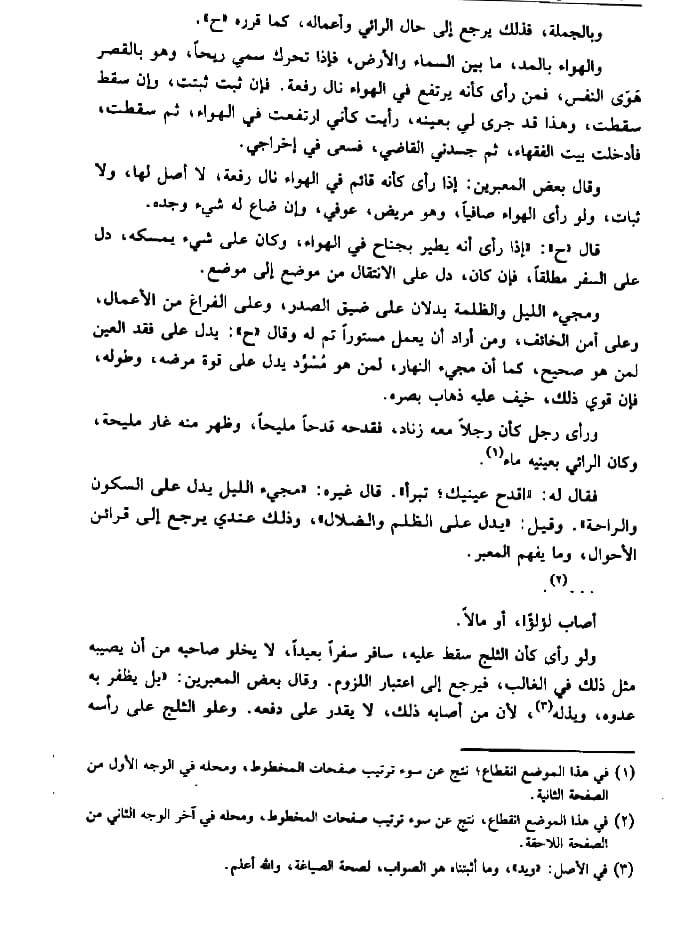 وبالجملة، فذلك يرجع إلى حال الرائي وأعماله، كما قرره «ح».
والهواء بالمد، ما بين السماء والأرض، فإذا تحرك سمي ريحاً، وهو بالقصر
هَوَى النفس، فمن رأى كأنه يرتفع في الهواء نال رفعة. فإن ثبت ثبتت، وإن سقط
سقطت، وهذا قد جرى لي بعينه، رأيت كأني ارتفعت في الهواء، ثم سقطت،
فأدخلت بيت الفقهاء، ثم حسدني القاضي، فسعى في إخراجي.
وقال بعض المعبرين: إذا رأى كأنه قائم في الهواء نال رفعة، لا أصل لها، ولا
ثبات، ولو رأى الهواء صافياً، وهو مريض، عوفي، وإن ضاع له شيء وجده.
قال «ح»: «إذا رأى أنه يطير بجناح في الهواء، وكان على شيء يمسكه، دل
على السفر مطلقاً، فإن كان، دل على الانتقال من موضع إلى موضع.
ومجيء الليل والظلمة يدلان على ضيق الصدر، وعلى الفراغ من الأعمال،
وعلى أمن الخائف، ومن أراد أن يعمل مستوراً تم له وقال «ح»: يدل على فقد العين
لمن هو صحيح، كما أن مجيء النهار، لمن هو مُسْوَد يدل على قوة مرضه، وطوله،
فإن قوي ذلك، خيف عليه ذهاب بصره.
ورأى رجل كأن رجلاً معه زناد، فقدحه قدحاً مليحاً، وظهر منه غار مليحة،
وكان الرائي بعينيه ماء(١).
فقال له: «اقدح عينيك؛ تبرأ». قال غيره: «مجيء الليل يدل على السكون
والراحة». وقيل: «يدل على الظلم والضلال»، وذلك عندي يرجع إلى قرائن
الأحوال، وما يفهم المعبر.
...(٢).
أصاب لؤلؤا، أو مالاً.
ولو رأى كأن الثلج سقط عليه، سافر سفراً بعيداً، لا يخلو صاحبه من أن يصيبه
مثل ذلك في الغالب، فيرجع إلى اعتبار اللزوم. وقال بعض المعبرين: «بل يظفر به
عدوه، ويذله(٣)، لأن من أصابه ذلك، لا يقدر على دفعه. وعلو الثلج على رأسه
(١) في هذا الموضع انقطاع؛ نتج عن سوء ترتيب صفحات المخطوط، ومحله في الوجه الأول من
الصفحة الثانية.
(٢) في هذا الموضع انقطاع، نتج عن سوء ترتيب صفحات المخطوط، ومحله في آخر الوجه الثاني من
الصفحة اللاحقة.
(٣) في الأصل: «ويد»، وما أثبتناه هو الصواب، لصحة الصياغة، والله أعلم.